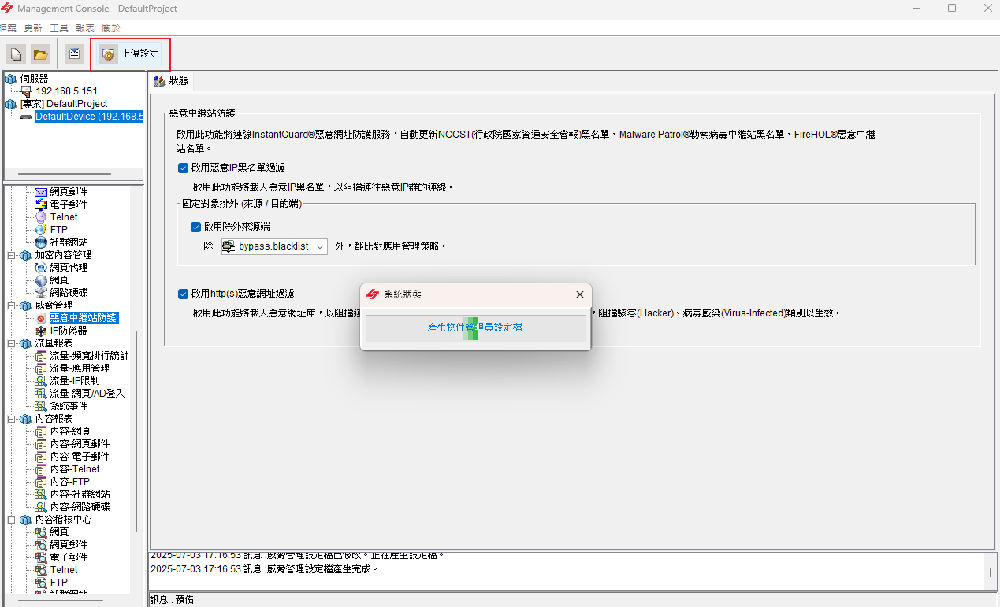 Management Console - DefaultProject
檔案 更新 工具 報表 關於
上傳設定
伺服器
192.168.5.151
[專案] DefaultProject
DefaultDevice (192.168.5
網頁郵件
電子郵件
Telnet
FTP
社群網站
加密內容管理
網頁代理
網頁
網路硬碟
威脅管理
惡意中繼站防護
IP防偽器
流量報表
流量-頻寬排行統計
流量-應用管理
流量-IP限制
流量-網頁/AD登入
系統事件
內容報表
內容-網頁
內容-網頁郵件
內容-電子郵件
內容-Telnet
內容-FTP
內容-社群網站
內容-網路硬碟
內容稽核中心
網頁
網頁郵件
電子郵件
Telnet
FTP
社群網站
狀態
惡意中繼站防護
啟用此功能將連線InstantGuard®惡意網址防護服務，自動更新NCCST(行政院國家資通安全會報)黑名單、Malware Patrol®勒索病毒中繼站黑名單、FireHOL®惡意中繼
站名單。
啟用惡意IP黑名單過濾
啟用此功能將載入惡意IP黑名單，以阻擋連往惡意IP群的連線。
固定對象排外 (來源 / 目的端)
啟用除外來源端
除 bypass.blacklist 外，都比對應用管理策略。
啟用http(s)惡意網址過濾
啟用此功能將載入惡意網址庫，以阻擋連 ，阻擋駭客(Hacker)、病毒感染(Virus-Infected)類別以生效。
系統狀態
產生物件管理員設定檔
2025-07-03 17:16:53 訊息 :威脅管理設定檔已修改。正在產生設定檔。
2025-07-03 17:16:53 訊息 :威脅管理設定檔產生完成。
訊息 : 預備